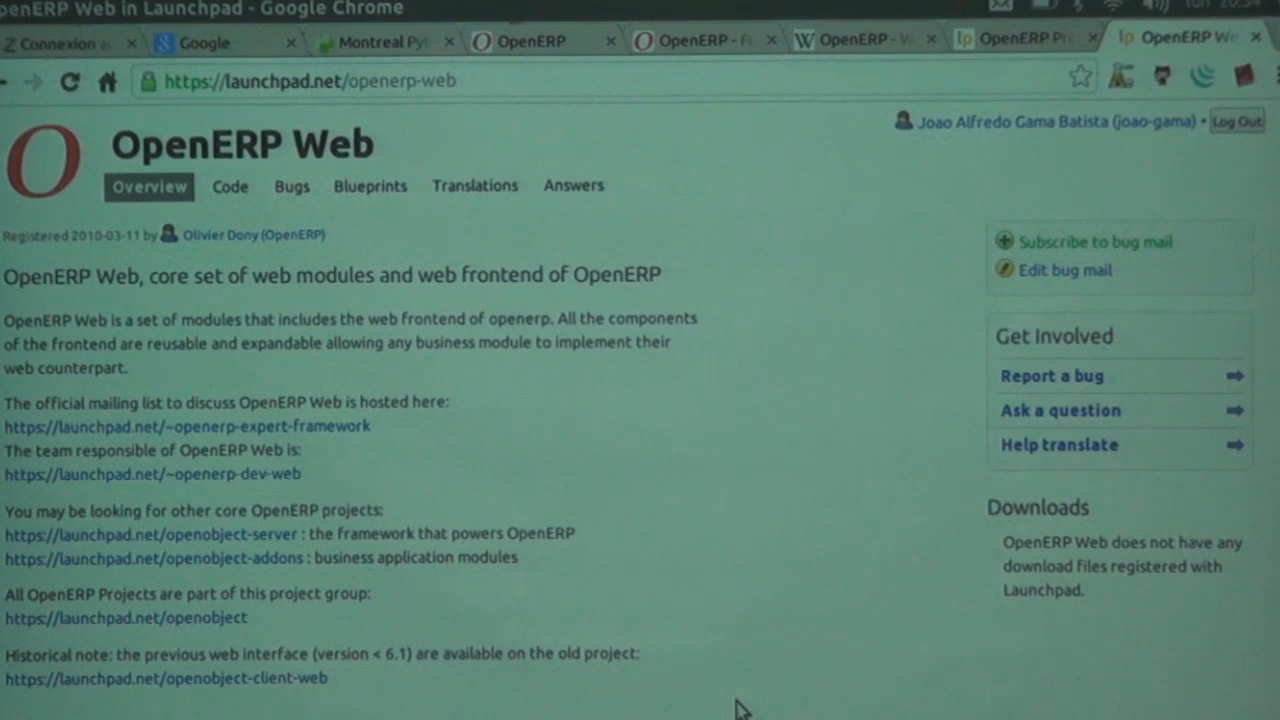 penERP Web in Launchpad - Google Chrome
Connexion
Google
Montreal Pyt
OpenERP
OpenERP - F
OpenERP - W
OpenERP Pr
OpenERP We
https://launchpad.net/openerp-web
Joao Alfredo Gama Batista (joao-gama) • Log Out
OpenERP Web
Overview Code Bugs Blueprints Translations Answers
Registered 2010-03-11 by Olivier Dony (OpenERP)
OpenERP Web, core set of web modules and web frontend of OpenERP
OpenERP Web is a set of modules that includes the web frontend of openerp. All the components
of the frontend are reusable and expandable allowing any business module to implement their
web counterpart.
The official mailing list to discuss OpenERP Web is hosted here:
https://launchpad.net/~openerp-expert-framework
The team responsible of OpenERP Web is:
https://launchpad.net/~openerp-dev-web
You may be looking for other core OpenERP projects:
https://launchpad.net/openobject-server : the framework that powers OpenERP
https://launchpad.net/openobject-addons : business application modules
All OpenERP Projects are part of this project group:
https://launchpad.net/openobject
Historical note: the previous web interface (version < 6.1) are available on the old project:
https://launchpad.net/openobject-client-web
Subscribe to bug mail
Edit bug mail
Get Involved
Report a bug
Ask a question
Help translate
Downloads
OpenERP Web does not have any
download files registered with
Launchpad.